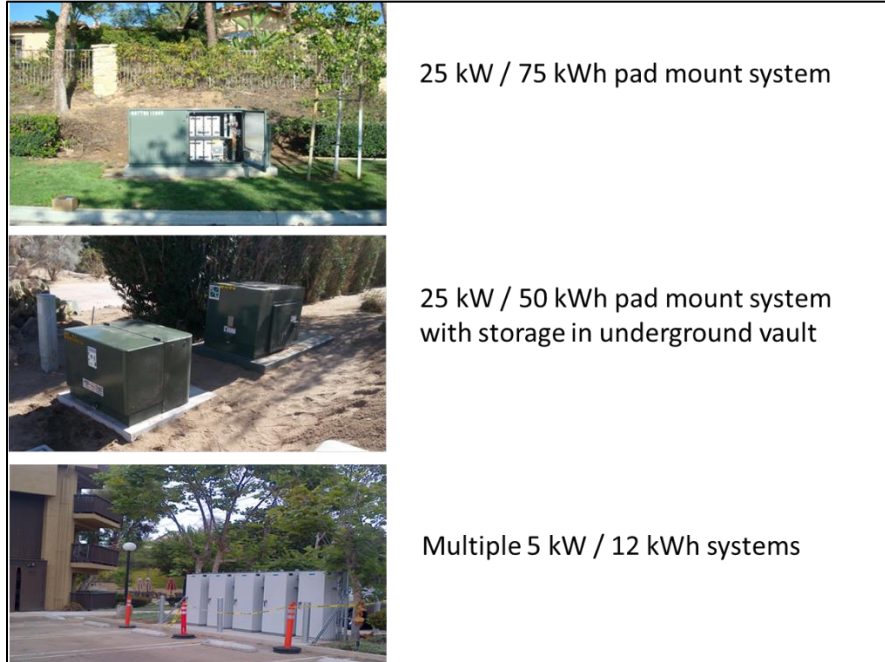 25 kW / 75 kWh pad mount system
25 kW / 50 kWh pad mount system
with storage in underground vault
Multiple 5 kW / 12 kWh systems